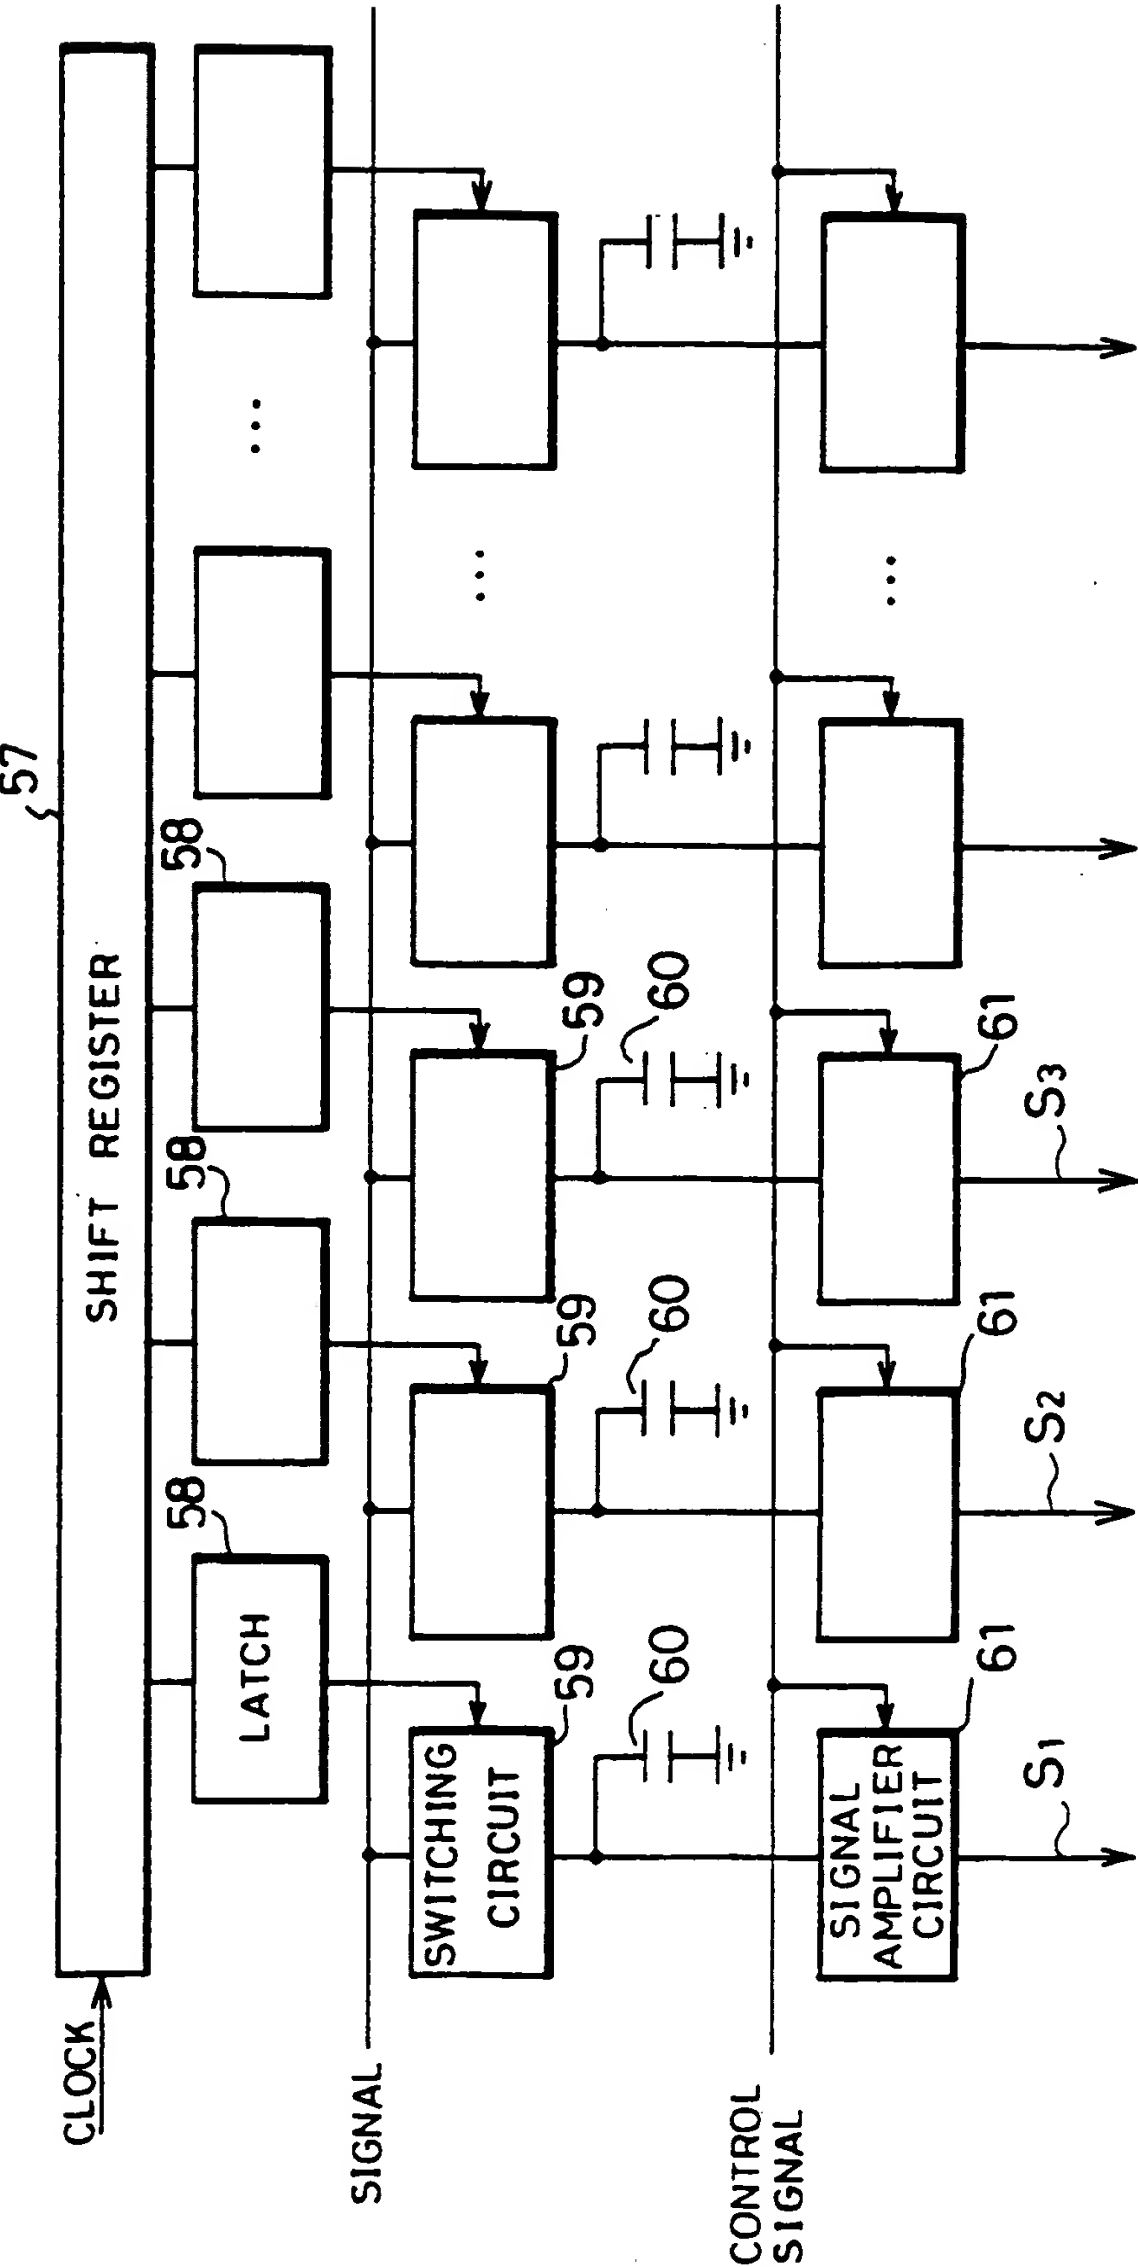 57
CLOCK
SHIFT REGISTER
LATCH
58
58
58
...
SIGNAL
SWITCHING
CIRCUIT
59
59
59
...
60
60
60
CONTROL
SIGNAL
SIGNAL
AMPLIFIER
CIRCUIT
61
61
61
...
S1
S2
S3